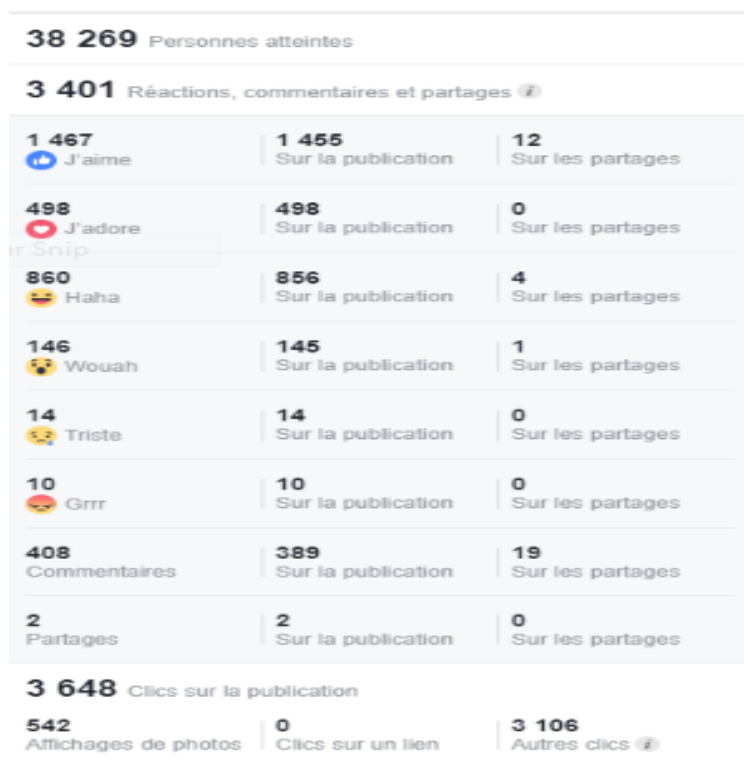 38 269 Personnes atteintes
3 401 Réactions, commentaires et partages i
1 467 1 455 12
J'aime Sur la publication Sur les partages
498 498 0
J'adore Sur la publication Sur les partages
Snip
860 856 4
Haha Sur la publication Sur les partages
146 145 1
Wouah Sur la publication Sur les partages
14 14 0
Triste Sur la publication Sur les partages
10 10 0
Grrr Sur la publication Sur les partages
408 389 19
Commentaires Sur la publication Sur les partages
2 2 0
Partages Sur la publication Sur les partages
3 648 Clics sur la publication
542 0 3 106
Affichages de photos Clics sur un lien Autres clics i